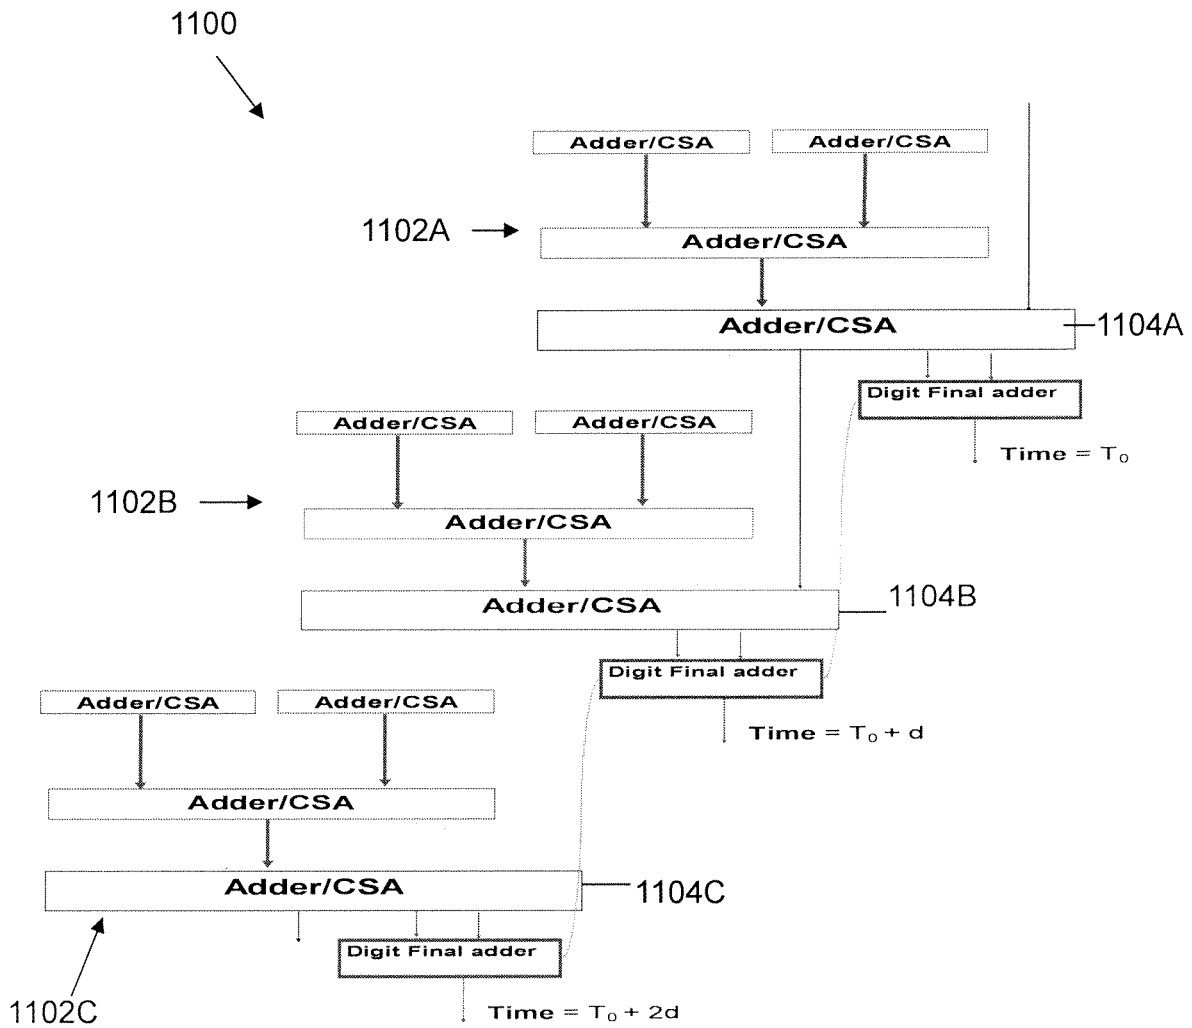 1100
Adder/CSA
Adder/CSA
1102A
Adder/CSA
Adder/CSA
1104A
Digit Final adder
Time = T₀
Adder/CSA
Adder/CSA
1102B
Adder/CSA
Adder/CSA
1104B
Digit Final adder
Time = T₀ + d
Adder/CSA
Adder/CSA
Adder/CSA
Adder/CSA
1104C
Digit Final adder
1102C
Time = T₀ + 2d